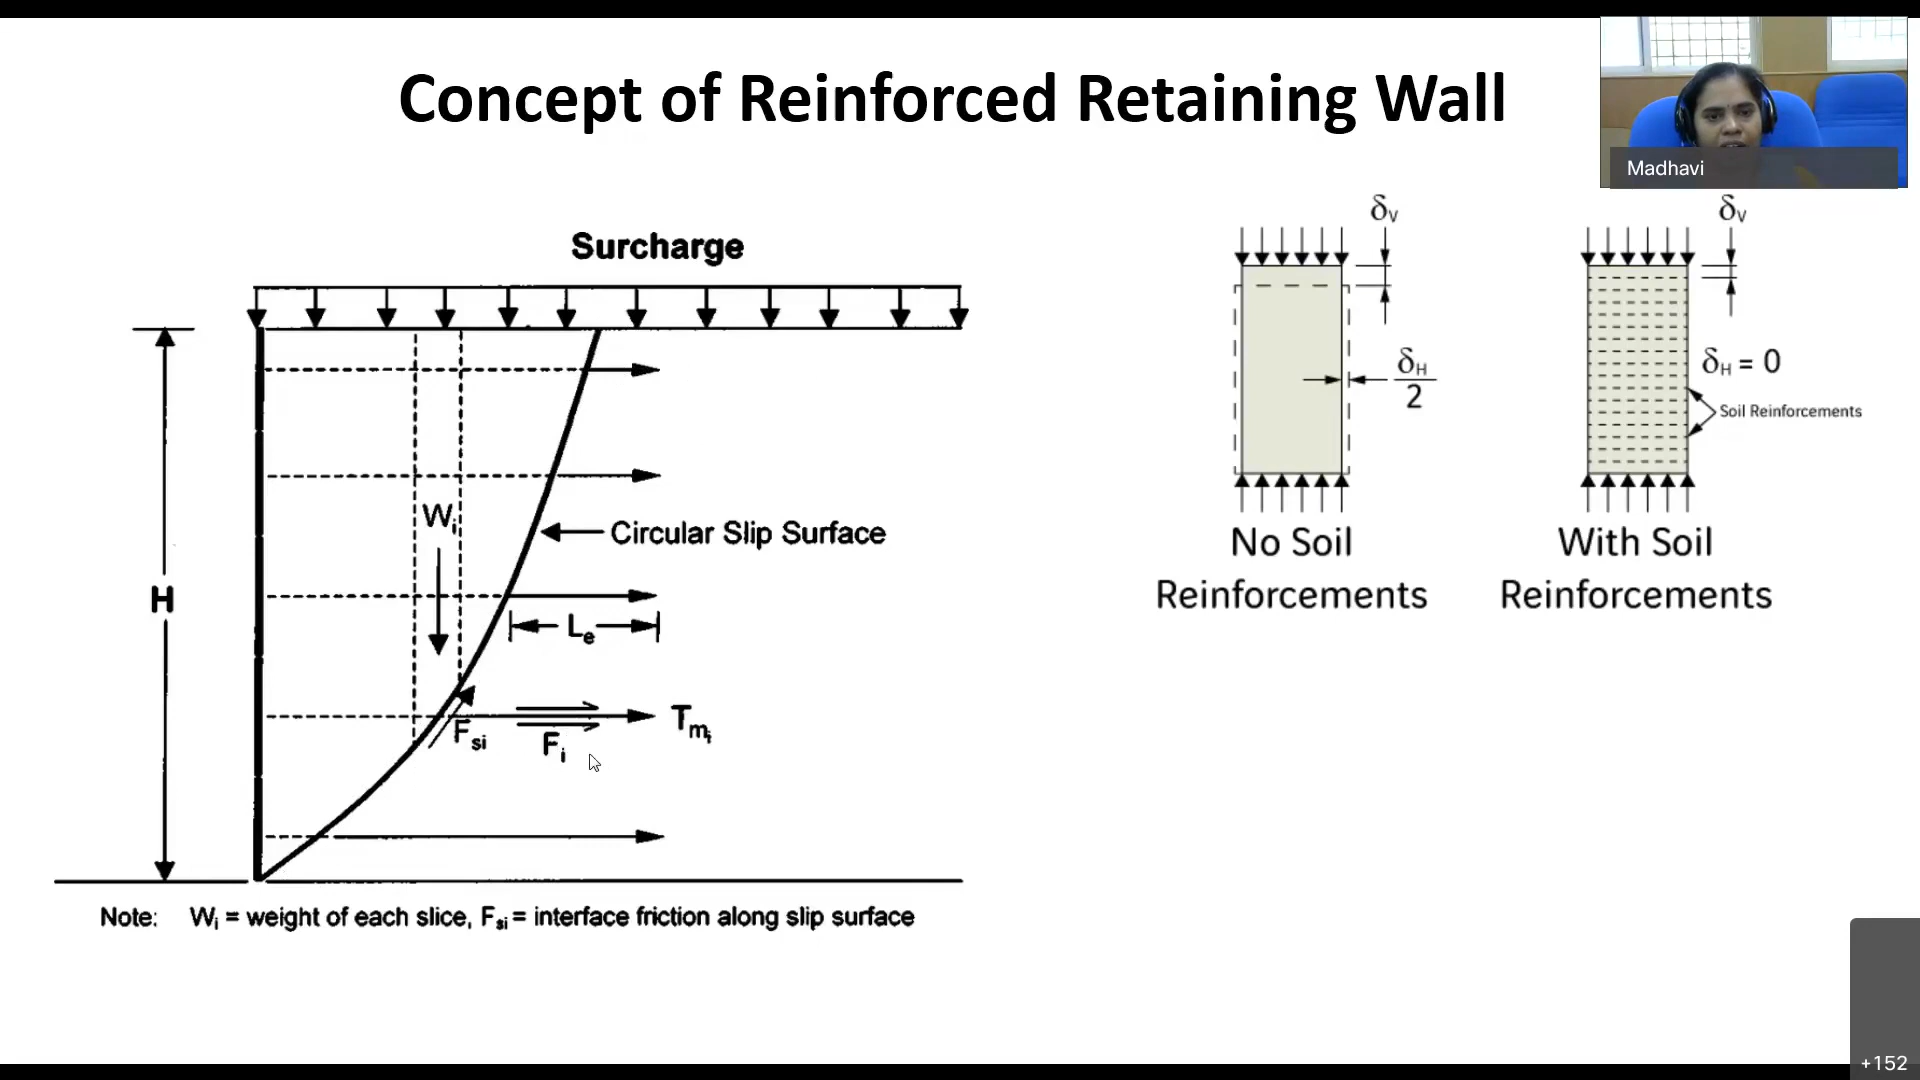 Concept of Reinforced Retaining Wall
Madhavi
Surcharge
H
Wᵢ
Circular Slip Surface
Lₑ
Fₛᵢ
Fᵢ
Tₘᵢ
Note: Wᵢ = weight of each slice, Fₛᵢ = interface friction along slip surface
δᵥ
δH
2
No Soil
Reinforcements
δᵥ
δH = 0
Soil Reinforcements
With Soil
Reinforcements
+152